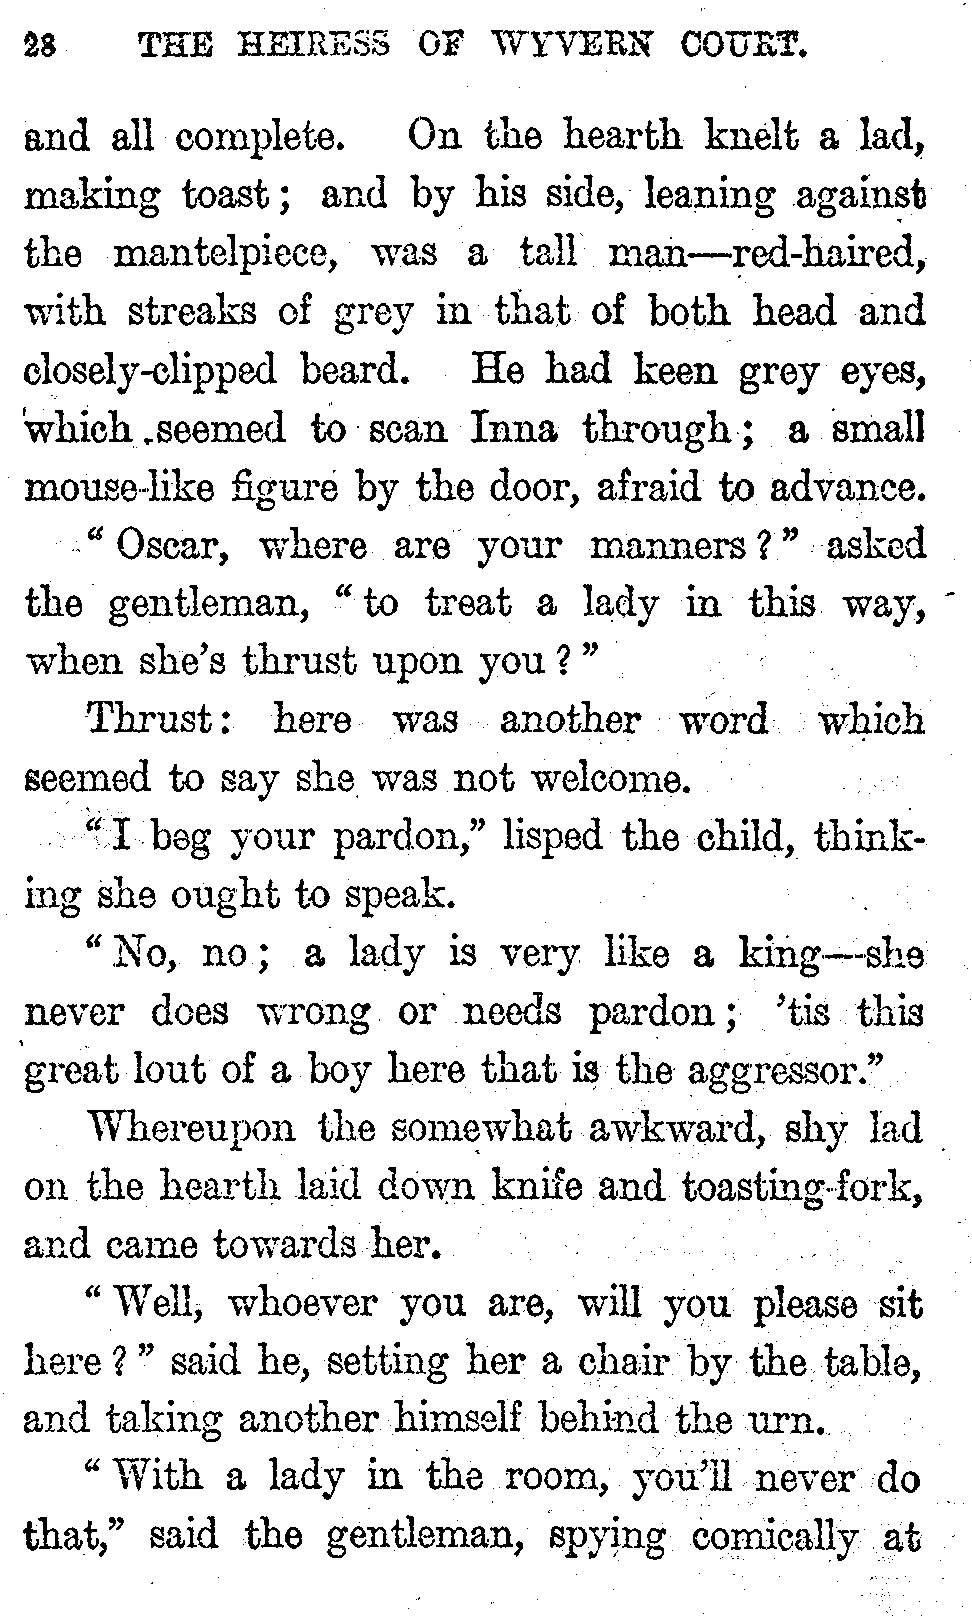 28 THE HEIRESS OF WYVERN COURT.
and all complete. On the hearth knelt a lad,
making toast; and by his side, leaning against
the mantelpiece, was a tall man—red-haired,
with streaks of grey in that of both head and
closely-clipped beard. He had keen grey eyes,
which seemed to scan Inna through; a small
mouse-like figure by the door, afraid to advance.
“Oscar, where are your manners?” asked
the gentleman, “to treat a lady in this way,
when she's thrust upon you?”
Thrust: here was another word which
seemed to say she was not welcome.
“I beg your pardon,” lisped the child, think-
ing she ought to speak.
“No, no; a lady is very like a king—she
never does wrong or needs pardon; 'tis this
great lout of a boy here that is the aggressor.”
Whereupon the somewhat awkward, shy lad
on the hearth laid down knife and toasting-fork,
and came towards her.
“Well, whoever you are, will you please sit
here?” said he, setting her a chair by the table,
and taking another himself behind the urn.
“With a lady in the room, you'll never do
that,” said the gentleman, spying comically at